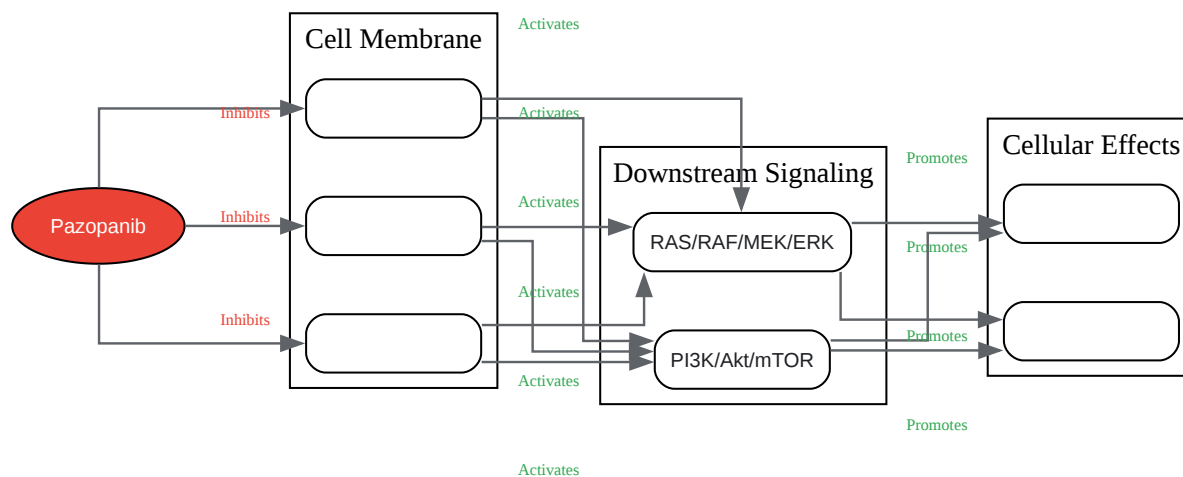 Activates
Cell Membrane
Inhibits
Activates
Promotes
Cellular Effects
Downstream Signaling
Activates
Inhibits
Pazopanib
RAS/RAF/MEK/ERK
Promotes
Activates
Inhibits
Promotes
PI3K/Akt/mTOR
Activates
Promotes
Activates